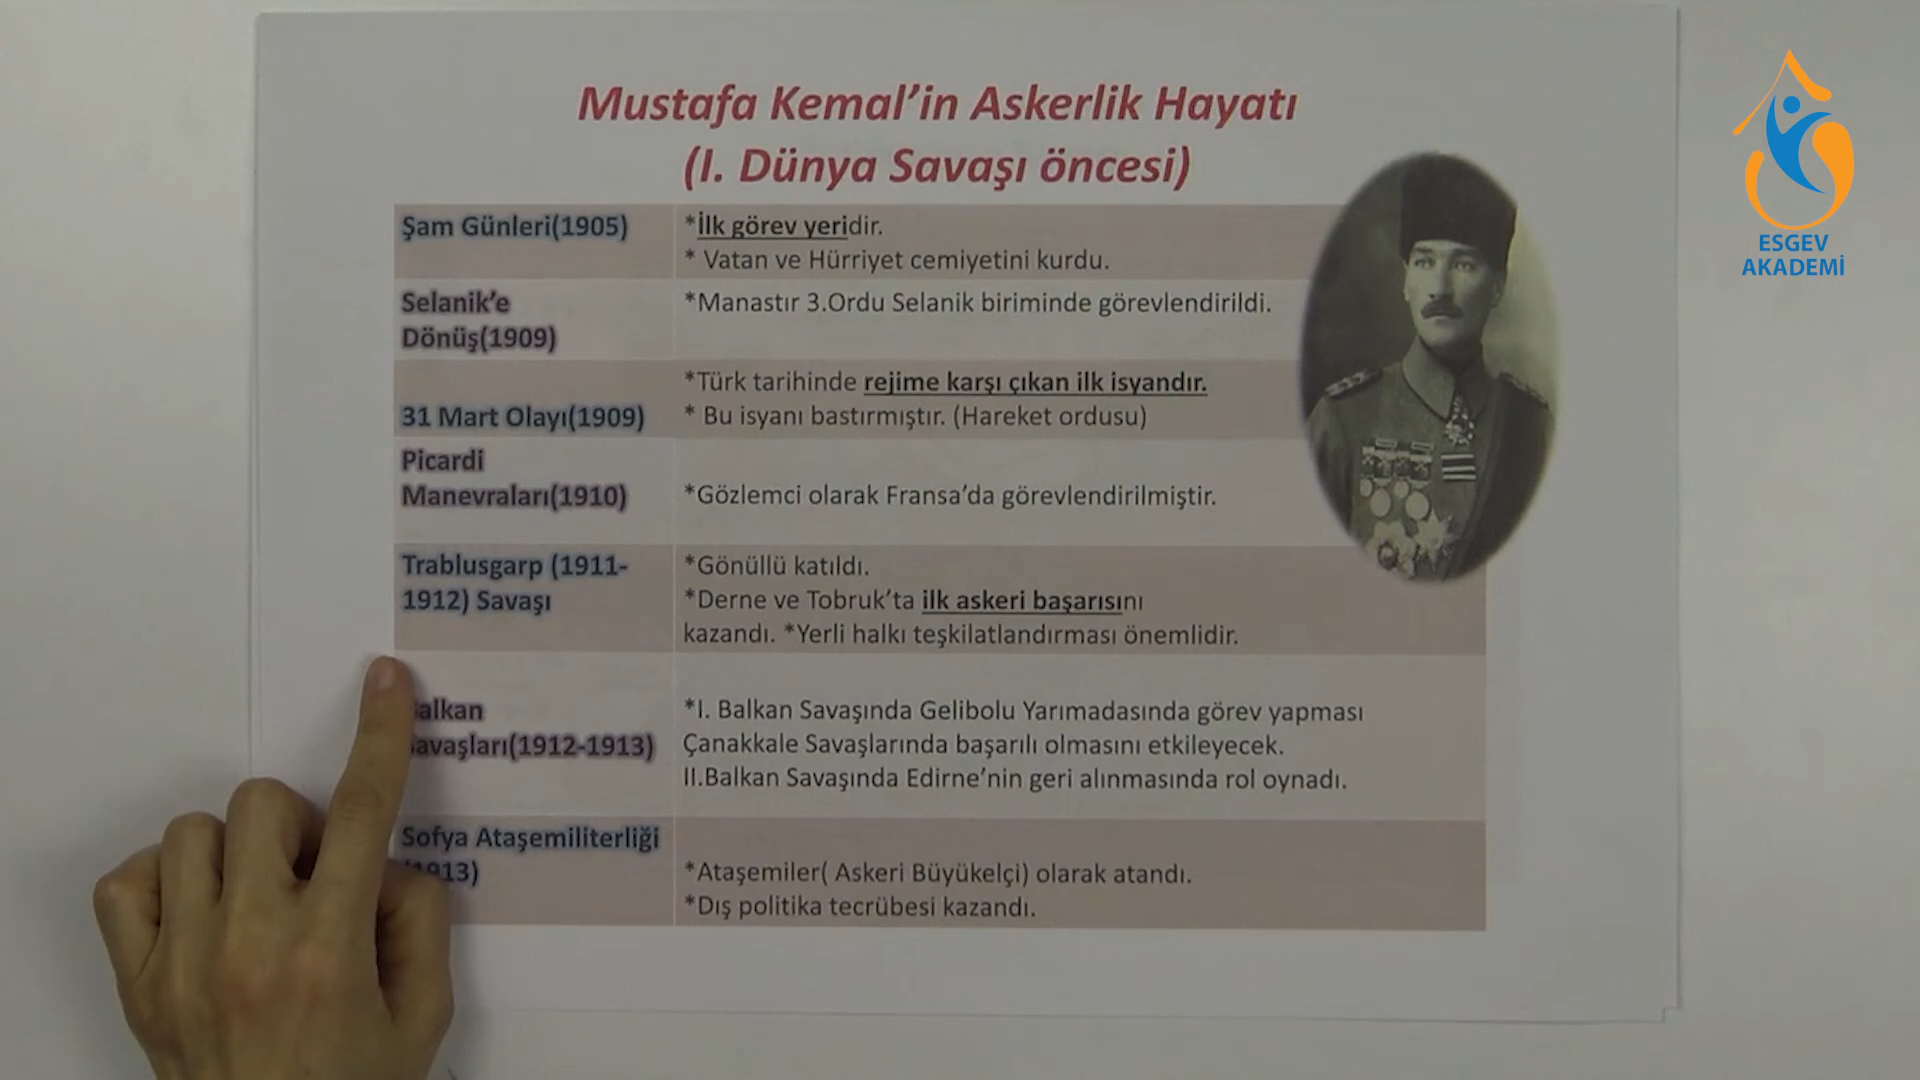 Mustafa Kemal’in Askerlik Hayatı
(I. Dünya Savaşı öncesi)
Şam Günleri(1905)
*İlk görev yeridir.
* Vatan ve Hürriyet cemiyetini kurdu.
Selanik’e
Dönüş(1909)
*Manastır 3.Ordu Selanik biriminde görevlendirildi.
31 Mart Olayı(1909)
*Türk tarihinde rejime karşı çıkan ilk isyandır.
* Bu isyanı bastırmıştır. (Hareket ordusu)
Picardi
Manevraları(1910)
*Gözlemci olarak Fransa’da görevlendirilmiştir.
Trablusgarp (1911-
1912) Savaşı
*Gönüllü katıldı.
*Derne ve Tobruk’ta ilk askeri başarısını
kazandı. *Yerli halkı teşkilatlandırması önemlidir.
alkan
avaşları(1912-1913)
*I. Balkan Savaşında Gelibolu Yarımadasında görev yapması
Çanakkale Savaşlarında başarılı olmasını etkileyecek.
II.Balkan Savaşında Edirne’nin geri alınmasında rol oynadı.
Sofya Ataşemiliterliği
1913)
*Ataşemiler( Askeri Büyükelçi) olarak atandı.
*Dış politika tecrübesi kazandı.
ESGEV
AKADEMİ